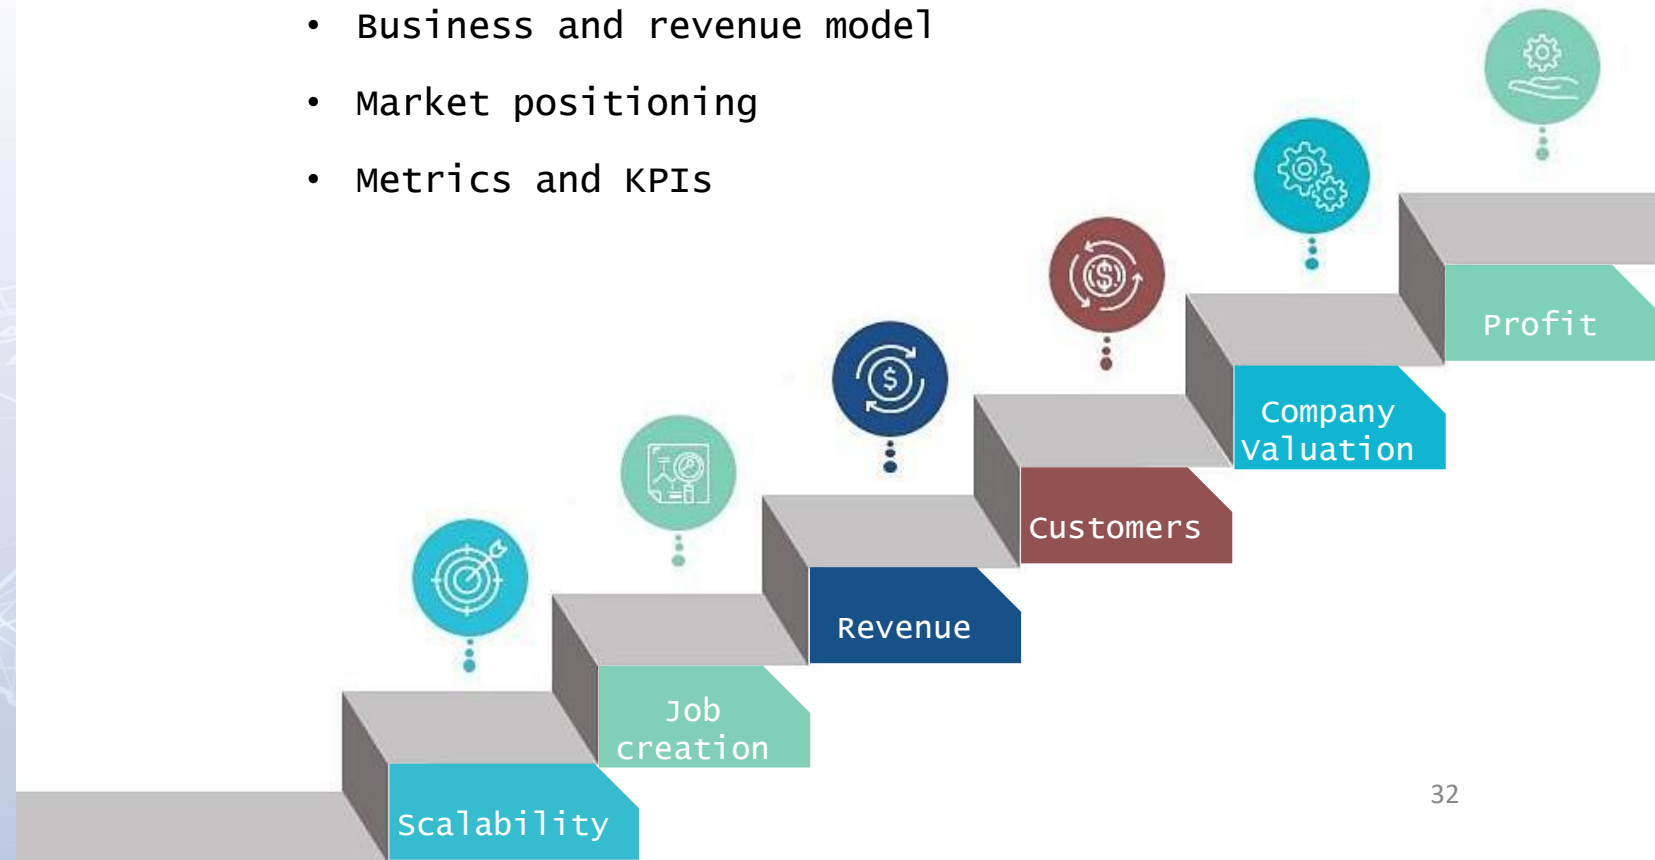 • Business and revenue model
• Market positioning
• Metrics and KPIs
Profit
Company
Valuation
Customers
Revenue
Job
creation
Scalability
32